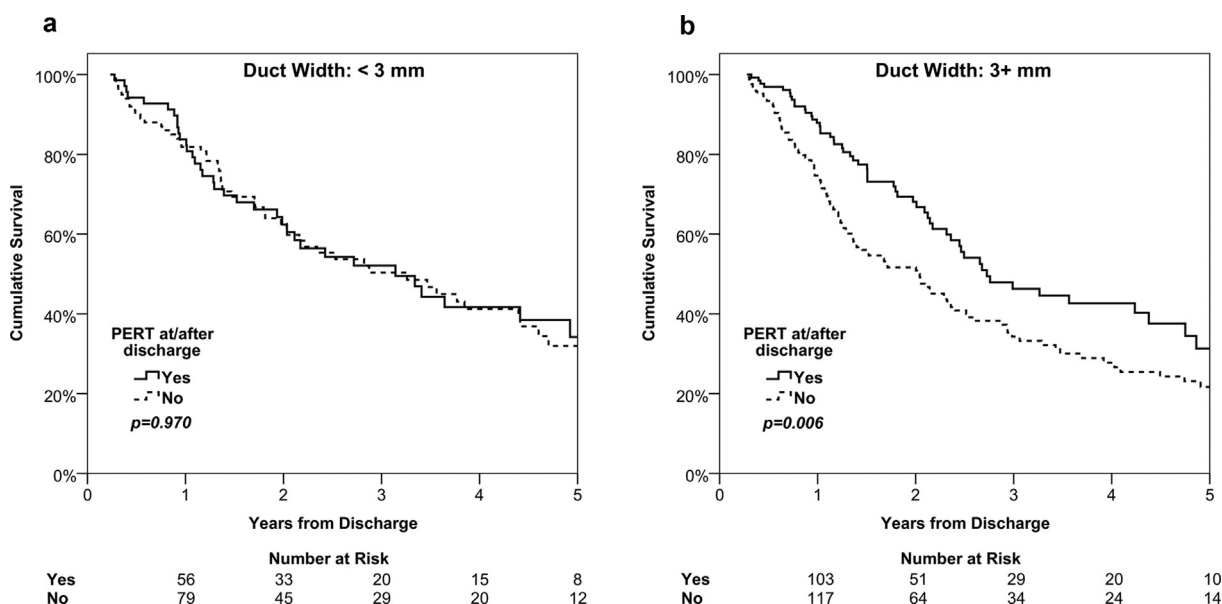 a
Duct Width: < 3 mm
100%
80%
60%
40%
20%
0%
Cumulative Survival
PERT at/after
discharge
Yes
No
p=0.970
0 1 2 3 4 5
Years from Discharge
Number at Risk
Yes 56 33 20 15 8
No 79 45 29 20 12
b
Duct Width: 3+ mm
100%
80%
60%
40%
20%
0%
Cumulative Survival
PERT at/after
discharge
Yes
No
p=0.006
0 1 2 3 4 5
Years from Discharge
Number at Risk
Yes 103 51 29 20 10
No 117 64 34 24 14